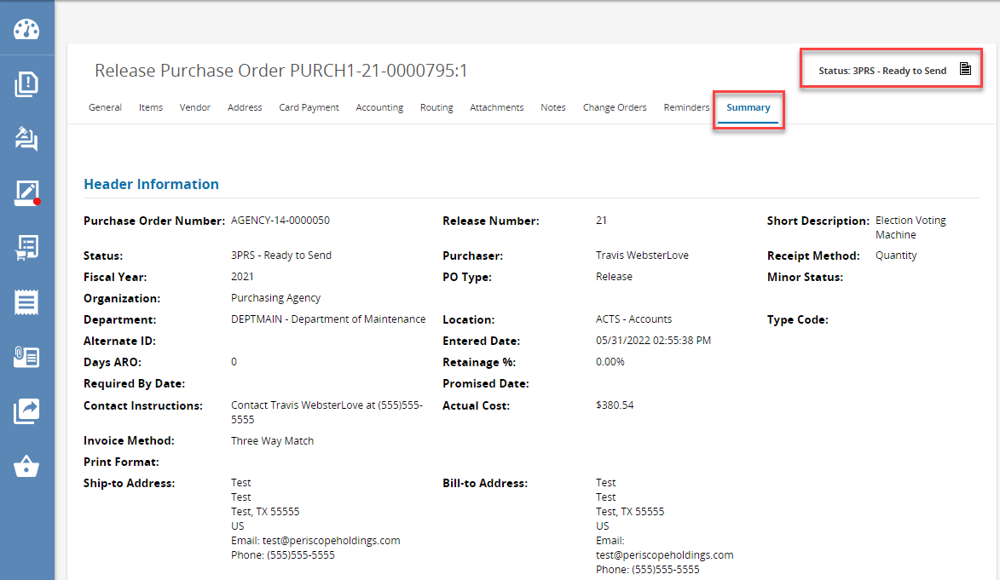 Release Purchase Order PURCH1-21-0000795:1
Status: 3PRS - Ready to Send
General Items Vendor Address Card Payment Accounting Routing Attachments Notes Change Orders Reminders Summary
Header Information
Purchase Order Number: AGENCY-14-0000050 Release Number: 21 Short Description: Election Voting
Machine
Status: 3PRS - Ready to Send Purchaser: Travis WebsterLove Receipt Method: Quantity
Fiscal Year: 2021 PO Type: Release Minor Status:
Organization: Purchasing Agency
Department: DEPTMAIN - Department of Maintenance Location: ACTS - Accounts Type Code:
Alternate ID: Entered Date: 05/31/2022 02:55:38 PM
Days ARO: 0 Retainage %: 0.00%
Required By Date: Promised Date:
Contact Instructions: Contact Travis WebsterLove at (555)555- Actual Cost: $380.54
5555
Invoice Method: Three Way Match
Print Format:
Ship-to Address: Test Bill-to Address: Test
Test Test
Test, TX 55555 Test, TX 55555
US US
Email: test@periscopeholdings.com Email:
Phone: (555)555-5555 test@periscopeholdings.com
Phone: (555)555-5555